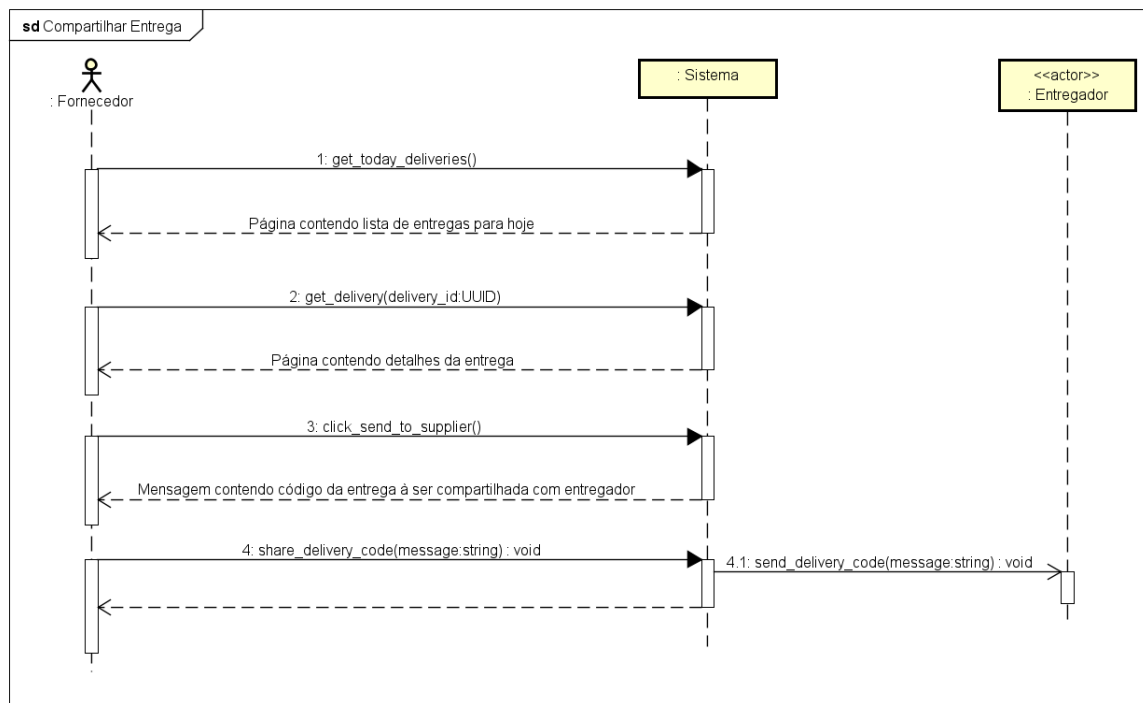 sd Compartilhar Entrega
: Fornecedor
: Sistema
<<actor>>
: Entregador
1: get_today_deliveries()
Página contendo lista de entregas para hoje
2: get_delivery(delivery_id:UUID)
Página contendo detalhes da entrega
3: click_send_to_supplier()
Mensagem contendo código da entrega à ser compartilhada com entregador
4: share_delivery_code(message:string) : void
4.1: send_delivery_code(message:string) : void